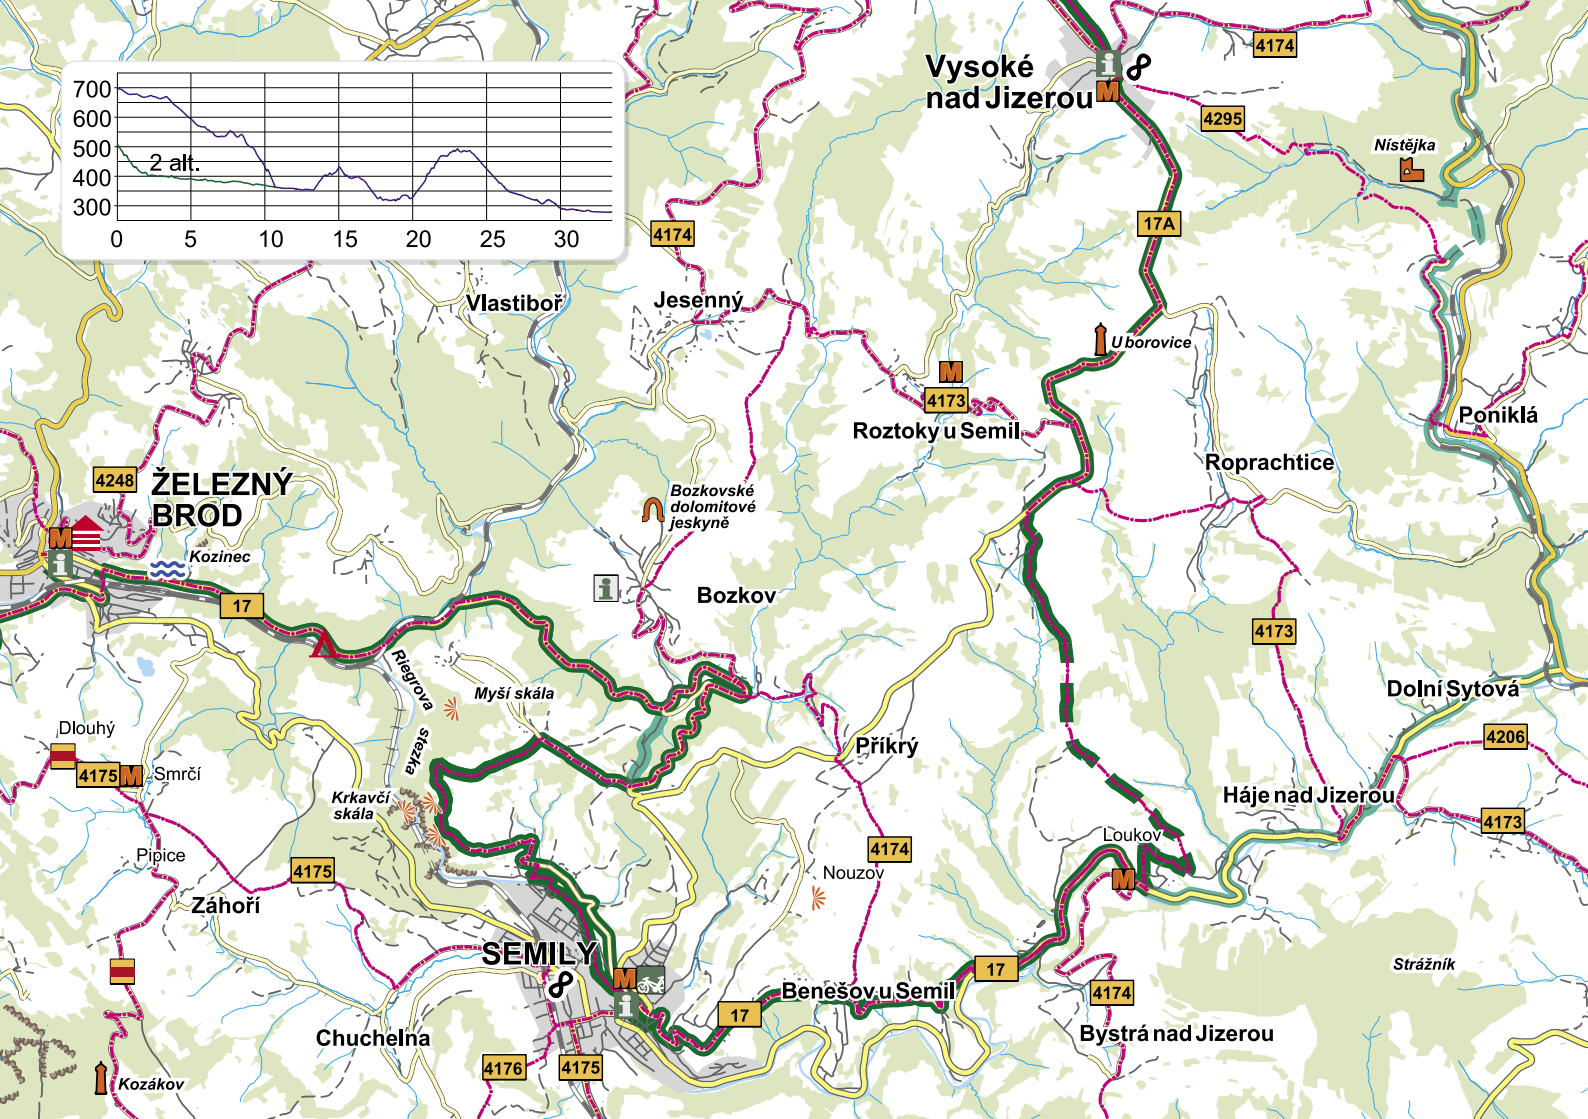 4174
Vysoké
nad Jizerou
i
M
4295
Nístějka
700
600
500
400
300
2 alt.
0
5
10
15
20
25
30
4174
17A
Vlastiboř
Jesenný
U borovice
M
4173
Roztoky u Semil
Poniklá
Roprachtice
4248
ŽELEZNÝ
BROD
M
i
Kozinec
Bozkovské
dolomitové
jeskyně
i
Bozkov
17
4173
Riegrova
stezka
Myší skála
Dolní Sytová
Dlouhý
4175
M
Smrčí
Příkrý
4206
Krkavčí
skála
Háje nad Jizerou
4173
Loukov
M
Pipice
4175
4174
Nouzov
Záhoří
SEMILY
M
i
17
Strážník
Benešov u Semil
17
4174
Chuchelná
Bystrá nad Jizerou
4176
4175
Kozákov